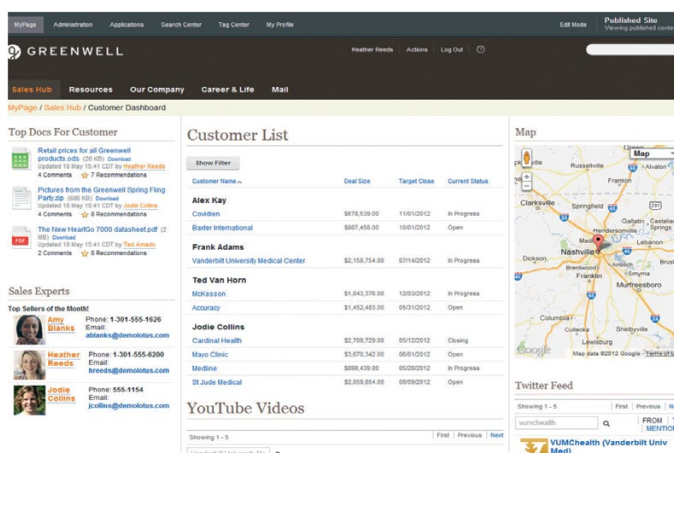 MyPage Administration Applications Search Center Tag Center My Profile Edit Mode Published Site
Viewing published conte
GREENWELL Heather Reeds Actions Log Out ?
Sales Hub Resources Our Company Career & Life Mail
MyPage / Sales Hub / Customer Dashboard
Top Docs For Customer
Retail prices for all Greenwell
products.ods (26 KB) Download
Updated 18 May 15:41 CDT by Heather Reeds
4 Comments 7 Recommendations
Pictures from the Greenwell Spring Fling
Party.zip (686 KB) Download
Updated 18 May 15:41 CDT by Jodie Collins
4 Comments 8 Recommendations
PDF
The New HeartGo 7000 datasheet.pdf (2
MB) Download
Updated 18 May 15:41 CDT by Ted Amado
2 Comments 8 Recommendations
Sales Experts
Top Sellers of the Month!
Amy
Blanks
Phone: 1-301-555-1626
Email:
ablanks@demolotus.com
Heather
Reeds
Phone: 1-301-555-6200
Email:
hreeds@demolotus.com
Jodie
Collins
Phone: 555-1154
Email:
jcollins@demolotus.com
Customer List
Show Filter
Customer Name Deal Size Target Close Current Status
Alex Kay
Covidien $678,539.00 11/01/2012 In Progress
Baxter International $887,458.00 10/01/2012 Open
Frank Adams
Vanderbilt University Medical Center $2,158,754.00 07/14/2012 In Progress
Ted Van Horn
McKesson $1,043,376.00 12/03/2012 In Progress
Accuracy $1,452,483.00 05/31/2012 Open
Jodie Collins
Cardinal Health $2,789,729.00 05/12/2012 Closing
Mayo Clinic $3,670,342.00 06/01/2012 Open
Medline $898,439.00 05/28/2012 In Progress
St Jude Medical $2,059,854.00 08/09/2012 Open
YouTube Videos
Showing 1 - 5 First Previous Next
Map
Map
Russellville
Alvaton
Franklin
Clarksville
Springfield
Gallatin
Castalian
Springs
Hendersonville
Nashville
Lebanon
Dickson
Brentwood
Antioch
Franklin
Smyrna
Murfreesboro
Columbia
Culleoka
Shelbyville
Lewisburg
Google
Map data ©2012 Google - Terms of U
Twitter Feed
Showing 1 - 5 First Previous N
vumchealth FROM
MENTION
VUMChealth (Vanderbilt Univ
Med)